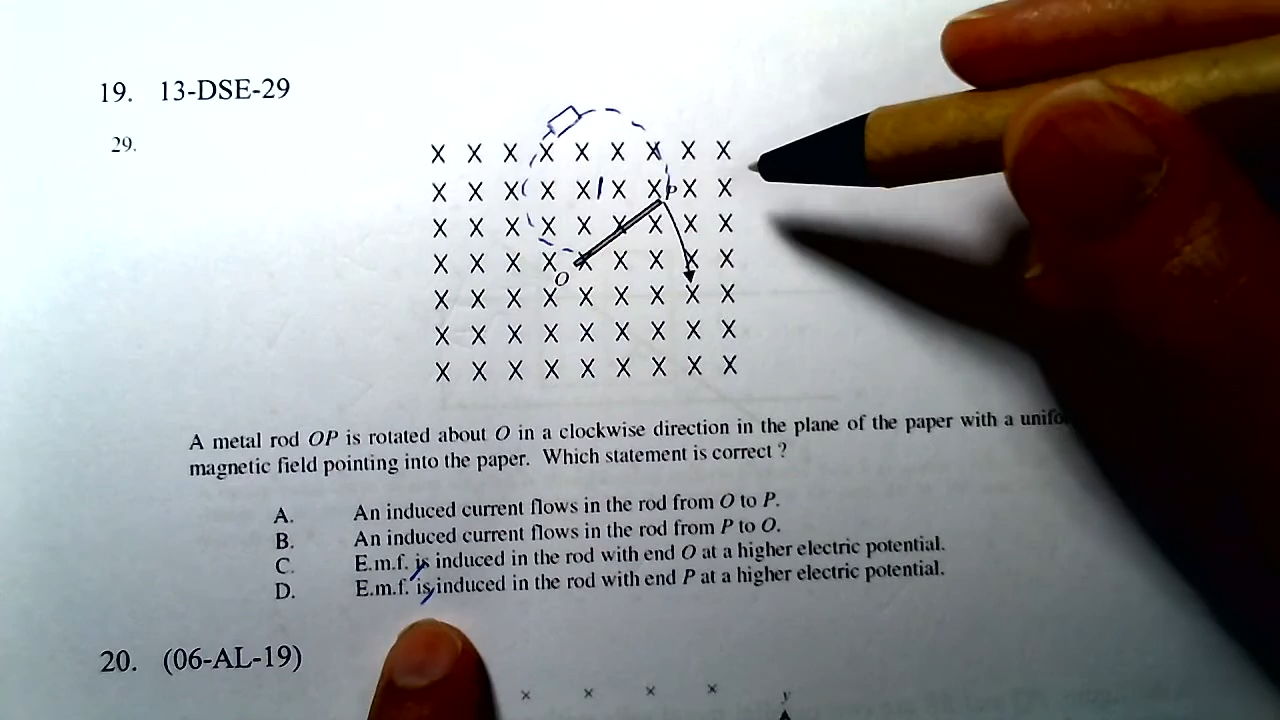 19. 13-DSE-29
29.
X X X X X X X X X
X X X X X X X P X X
X X X X X X X X X
X X X X X X X X X
O
X X X X X X X X X
X X X X X X X X X
X X X X X X X X X
A metal rod OP is rotated about O in a clockwise direction in the plane of the paper with a
magnetic field pointing into the paper. Which statement is correct ?
A. An induced current flows in the rod from O to P.
B. An induced current flows in the rod from P to O.
C. E.m.f. is induced in the rod with end O at a higher electric potential.
D. E.m.f. is induced in the rod with end P at a higher electric potential.
20. (06-AL-19)
x x x x y